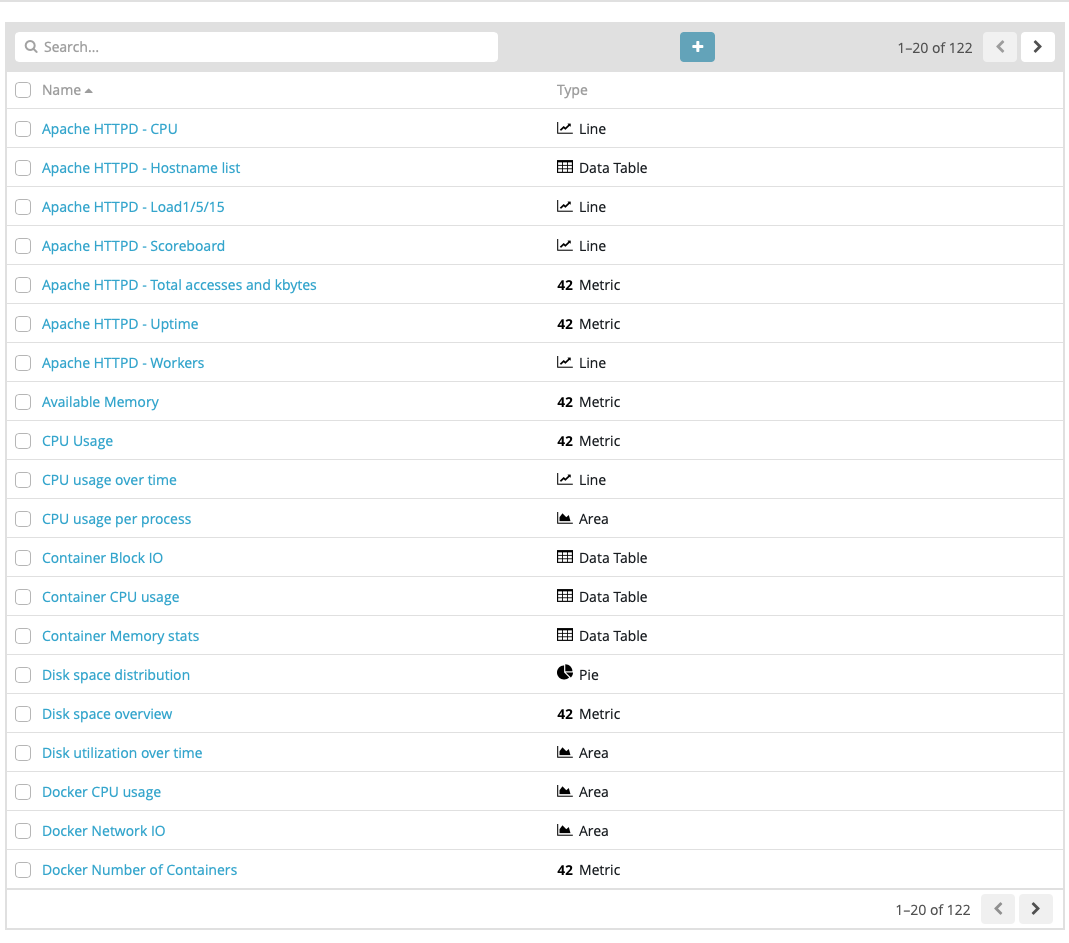 Search...
+
1–20 of 122
Name Type
Apache HTTPD - CPU Line
Apache HTTPD - Hostname list Data Table
Apache HTTPD - Load1/5/15 Line
Apache HTTPD - Scoreboard Line
Apache HTTPD - Total accesses and kbytes 42 Metric
Apache HTTPD - Uptime 42 Metric
Apache HTTPD - Workers Line
Available Memory 42 Metric
CPU Usage 42 Metric
CPU usage over time Line
CPU usage per process Area
Container Block IO Data Table
Container CPU usage Data Table
Container Memory stats Data Table
Disk space distribution Pie
Disk space overview 42 Metric
Disk utilization over time Area
Docker CPU usage Area
Docker Network IO Area
Docker Number of Containers 42 Metric
1–20 of 122